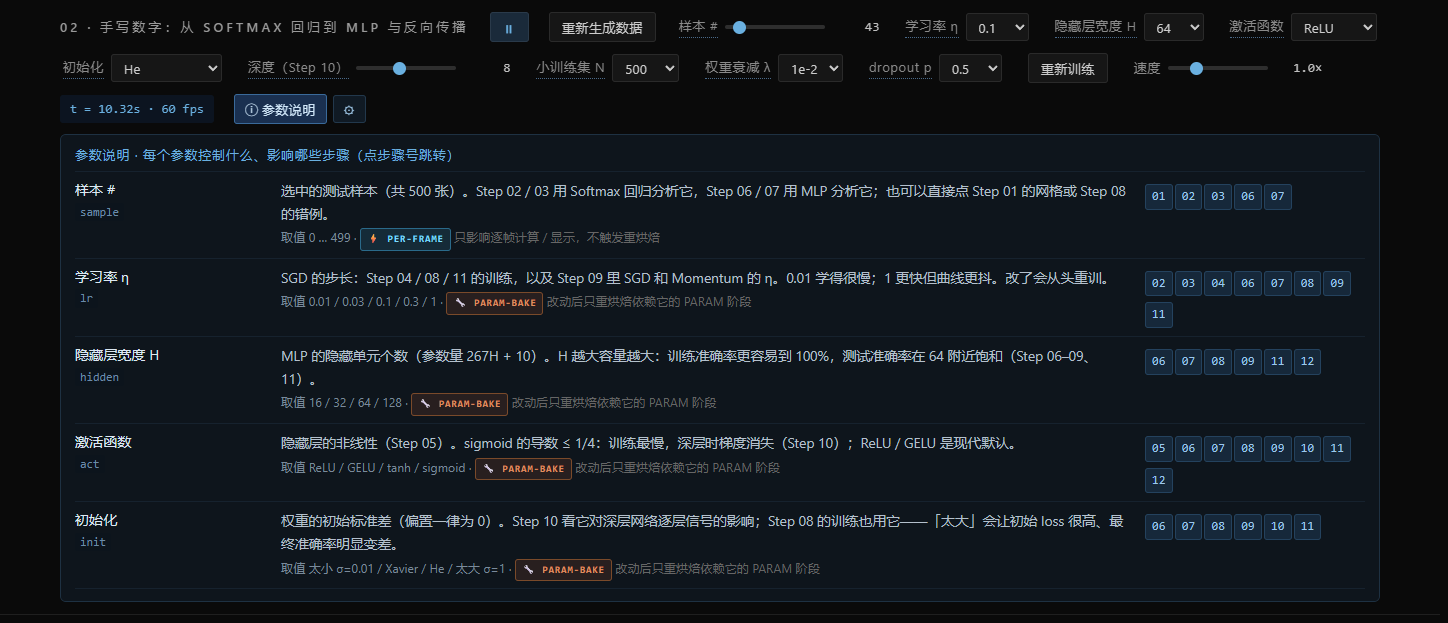 02 · 手写数字：从 SOFTMAX 回归到 MLP 与反向传播 ⏸ 重新生成数据 样本 # 43 学习率 η 0.1 隐藏层宽度 H 64 激活函数 ReLU
初始化 He 深度（Step 10） 8 小训练集 N 500 权重衰减 λ 1e-2 dropout p 0.5 重新训练 速度 1.0x
t = 10.32s · 60 fps ⓘ 参数说明 ⚙
参数说明 · 每个参数控制什么、影响哪些步骤（点步骤号跳转）
样本 # 选中的测试样本（共 500 张）。Step 02 / 03 用 Softmax 回归分析它，Step 06 / 07 用 MLP 分析它；也可以直接点 Step 01 的网格或 Step 08 01 02 03 06 07
sample 的错例。
取值 0 … 499 · ⚡ PER-FRAME 只影响逐帧计算 / 显示，不触发重烘焙
学习率 η SGD 的步长：Step 04 / 08 / 11 的训练，以及 Step 09 里 SGD 和 Momentum 的 η。0.01 学得很慢；1 更快但曲线更抖。改了会从头重训。 02 03 04 06 07 08 09
lr 取值 0.01 / 0.03 / 0.1 / 0.3 / 1 · 🔧 PARAM-BAKE 改动后只重烘焙依赖它的 PARAM 阶段 11
隐藏层宽度 H MLP 的隐藏单元个数（参数量 267H + 10）。H 越大容量越大：训练准确率更容易到 100%，测试准确率在 64 附近饱和（Step 06–09、 06 07 08 09 11 12
hidden 11）。
取值 16 / 32 / 64 / 128 · 🔧 PARAM-BAKE 改动后只重烘焙依赖它的 PARAM 阶段
激活函数 隐藏层的非线性（Step 05）。sigmoid 的导数 ≤ 1/4：训练最慢，深层时梯度消失（Step 10）；ReLU / GELU 是现代默认。 05 06 07 08 09 10 11
act 取值 ReLU / GELU / tanh / sigmoid · 🔧 PARAM-BAKE 改动后只重烘焙依赖它的 PARAM 阶段 12
初始化 权重的初始标准差（偏置一律为 0）。Step 10 看它对深层网络逐层信号的影响；Step 08 的训练也用它——「太大」会让初始 loss 很高、最 06 07 08 09 10 11
init 终准确率明显变差。
取值 太小 σ=0.01 / Xavier / He / 太大 σ=1 · 🔧 PARAM-BAKE 改动后只重烘焙依赖它的 PARAM 阶段